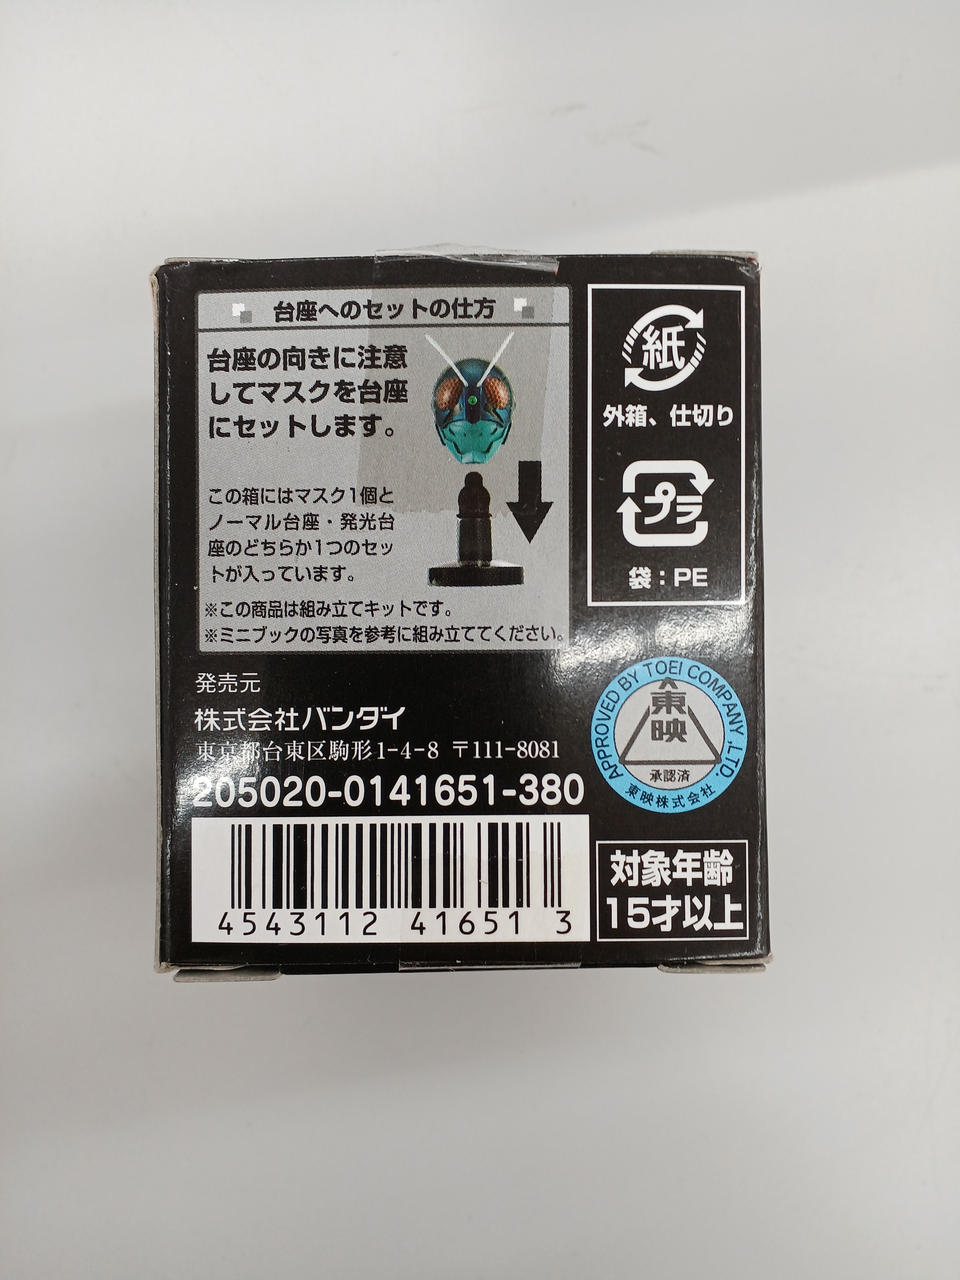 台座へのセットの仕方
台座の向きに注意
してマスクを台座
にセットします。
この箱にはマスク1個と
ノーマル台座・発光台
座のどちらか1つのセッ
トが入っています。
※この商品は組み立てキットです。
※ミニブックの写真を参考に組み立ててください。
紙
外箱、仕切り
プラ
袋：PE
発売元
株式会社バンダイ
東京都台東区駒形1-4-8 〒111-8081
205020-0141651-380
4543112 41651 3
APPROVED BY TOEI COMPANY,LTD.
東映
承認済
東映株式会社
対象年齢
15才以上